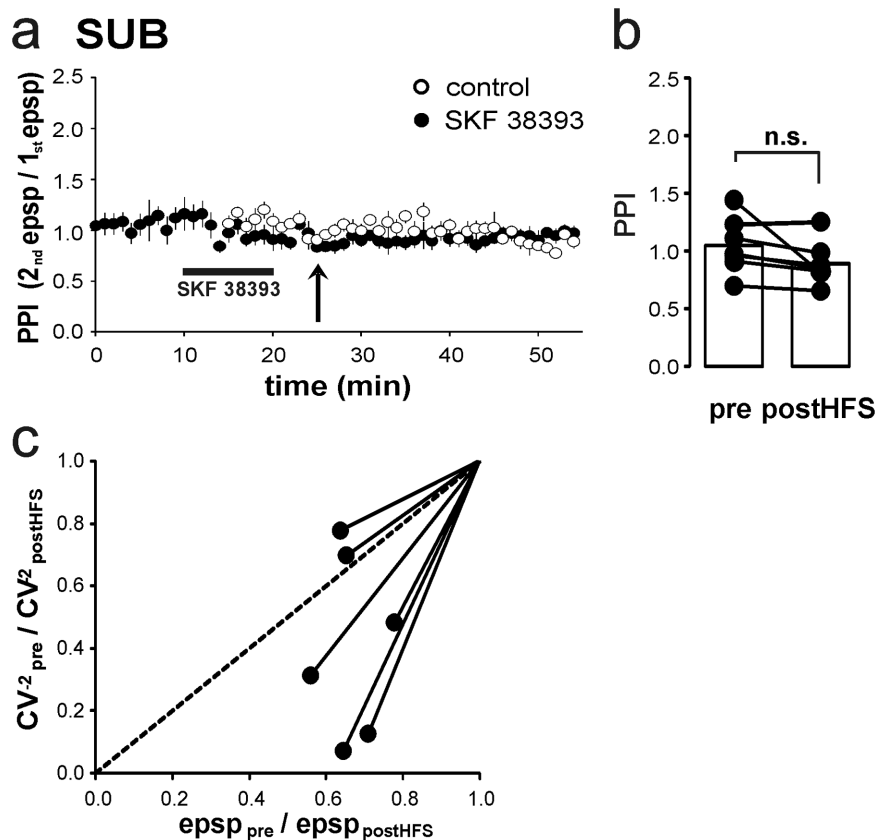 a SUB
PPI (2nd epsp / 1st epsp)
2.5
2.0
1.5
1.0
0.5
0.0
control
SKF 38393
SKF 38393
0 10 20 30 40 50
time (min)
b
PPI
2.5
2.0
1.5
1.0
0.5
0.0
n.s.
pre postHFS
c
CV-2 pre / CV-2 postHFS
1.0
0.8
0.6
0.4
0.2
0.0
0.0 0.2 0.4 0.6 0.8 1.0
epsp pre / epsp postHFS